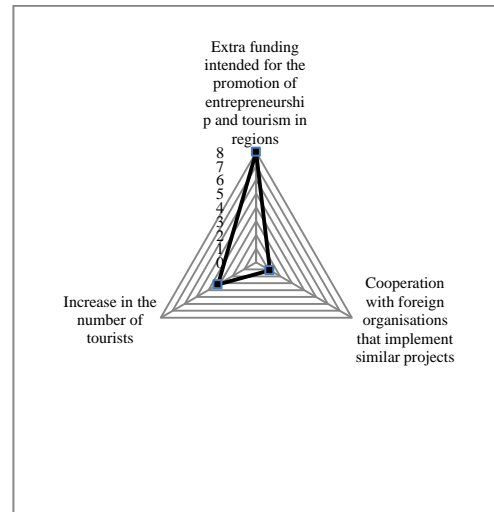 Extra funding
intended for the
promotion of
entrepreneurshi
p and tourism in
regions
8
7
6
5
4
3
2
1
0
Increase in the
number of
tourists
Cooperation
with foreign
organisations
that implement
similar projects